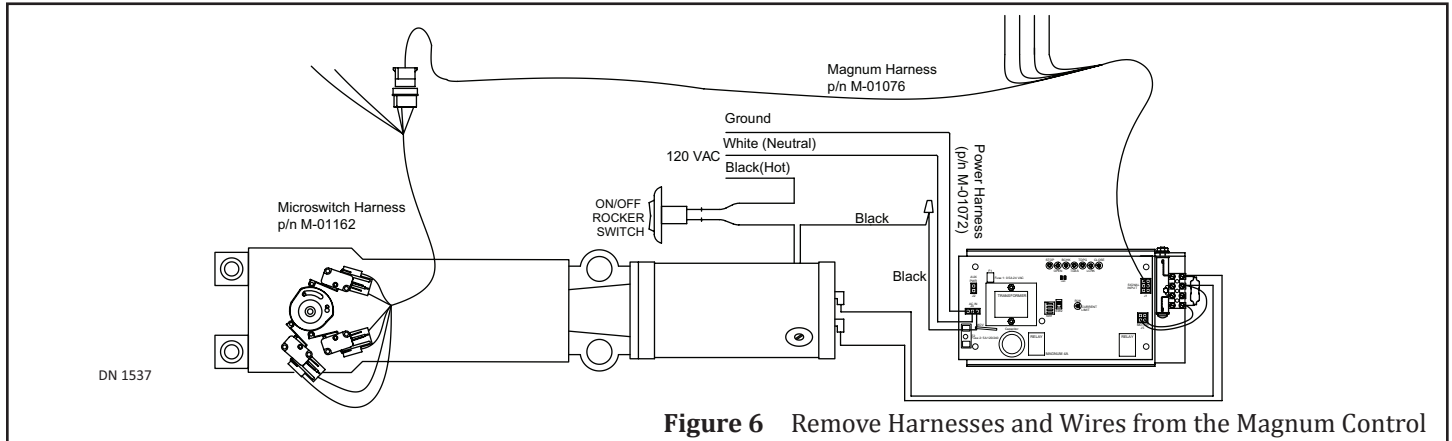 Magnum Harness
p/n M-01076
Ground
White (Neutral)
120 VAC
Black(Hot)
Power Harness
(p/n M-01072)
Microswitch Harness
p/n M-01162
ON/OFF
ROCKER
SWITCH
Black
Black
TRANSFORMER
RELAY
RELAY
DN 1537
Figure 6 Remove Harnesses and Wires from the Magnum Control